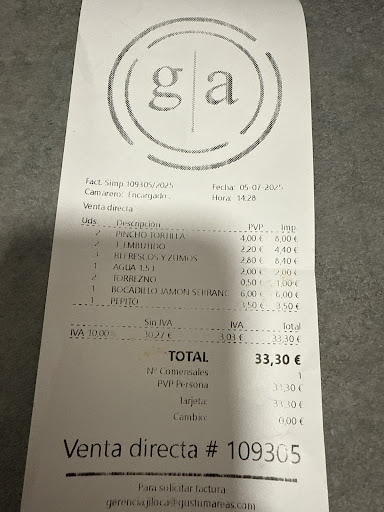 g|a
Fact. Simp 109305/2025 Fecha: 05-07-2025
Camarero: Encargado. Hora: 14:28
Venta directa
Uds. Descripción PVP Imp.
2 PINCHO TORTILLA 4,00 € 8,00 €
2 T. EMBUTIDO 2,20 € 4,40 €
3 REFRESCOS Y ZUMOS 2,80 € 8,40 €
1 AGUA 1.5 L 2,00 € 2,00 €
2 TORREZNO 0,50 € 1,00 €
1 BOCADILLO JAMON SERRANO 6,00 € 6,00 €
1 PEPITO 3,50 € 3,50 €
Sin IVA IVA Total
IVA 10,00% 30,27 € 3,03 € 33,30 €
TOTAL 33,30 €
Nº Comensales 1
PVP Persona 33,30 €
Tarjeta: 33,30 €
Cambio: 0,00 €
Venta directa # 109305
Para solicitar factura
gerencia.jiloca@gustumareas.com